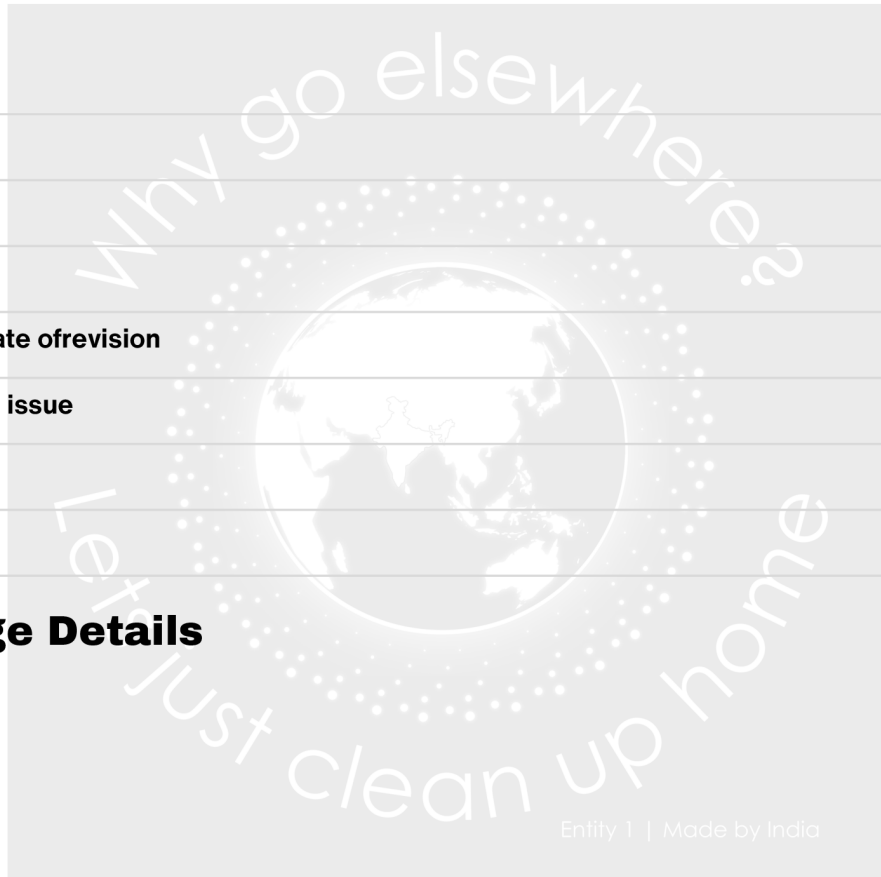 Why go elsewhere?
ate ofrevision
issue
ge Details
Lets just clean up home
Entity 1 | Made by India